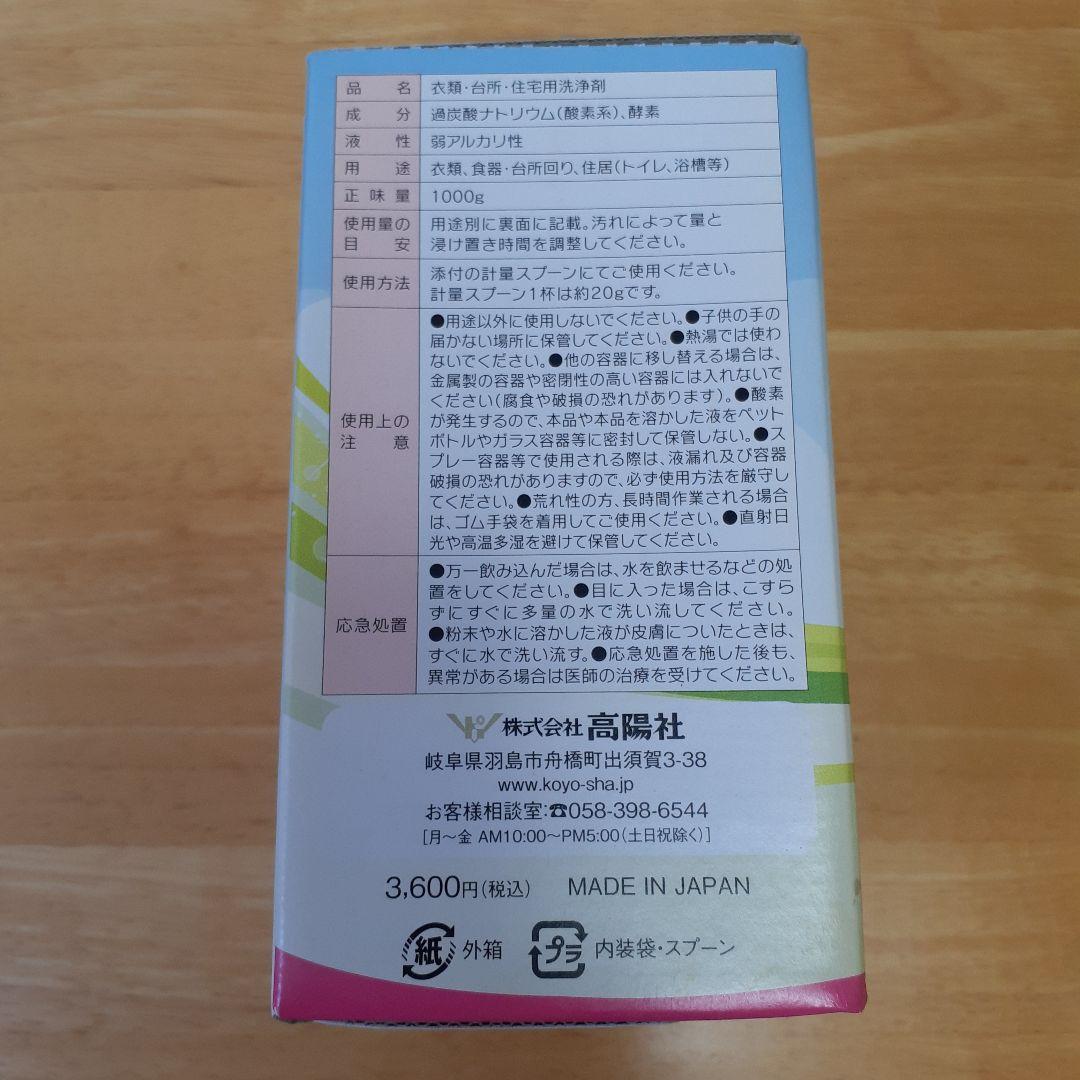 品名 衣類・台所・住宅用洗浄剤
成分 過炭酸ナトリウム(酸素系)、酵素
液性 弱アルカリ性
用途 衣類、食器・台所回り、住居(トイレ、浴槽等)
正味量 1000g
使用量の目安 用途別に裏面に記載。汚れによって量と
浸け置き時間を調整してください。
使用方法 添付の計量スプーンにてご使用ください。
計量スプーン1杯は約20gです。
使用上の注意
●用途以外に使用しないでください。●子供の手の
届かない場所に保管してください。●熱湯では使わ
ないでください。●他の容器に移し替える場合は、
金属製の容器や密閉性の高い容器には入れないで
ください(腐食や破損の恐れがあります)。●酸素
が発生するので、本品や本品を溶かした液をペット
ボトルやガラス容器等に密封して保管しない。●ス
プレー容器等で使用される際は、液漏れ及び容器
破損の恐れがありますので、必ず使用方法を厳守し
てください。●荒れ性の方、長時間作業される場合
は、ゴム手袋を着用してご使用ください。●直射日
光や高温多湿を避けて保管してください。
応急処置
●万一飲み込んだ場合は、水を飲ませるなどの処
置をしてください。●目に入った場合は、こすら
ずにすぐに多量の水で洗い流してください。
●粉末や水に溶かした液が皮膚についたときは、
すぐに水で洗い流す。●応急処置を施した後も、
異常がある場合は医師の治療を受けてください。
株式会社 高陽社
岐阜県羽島市舟橋町出須賀3-38
www.koyo-sha.jp
お客様相談室:☎058-398-6544
[月〜金 AM10:00〜PM5:00(土日祝除く)]
3,600円(税込) MADE IN JAPAN
紙 外箱 プラ 内装袋・スプーン